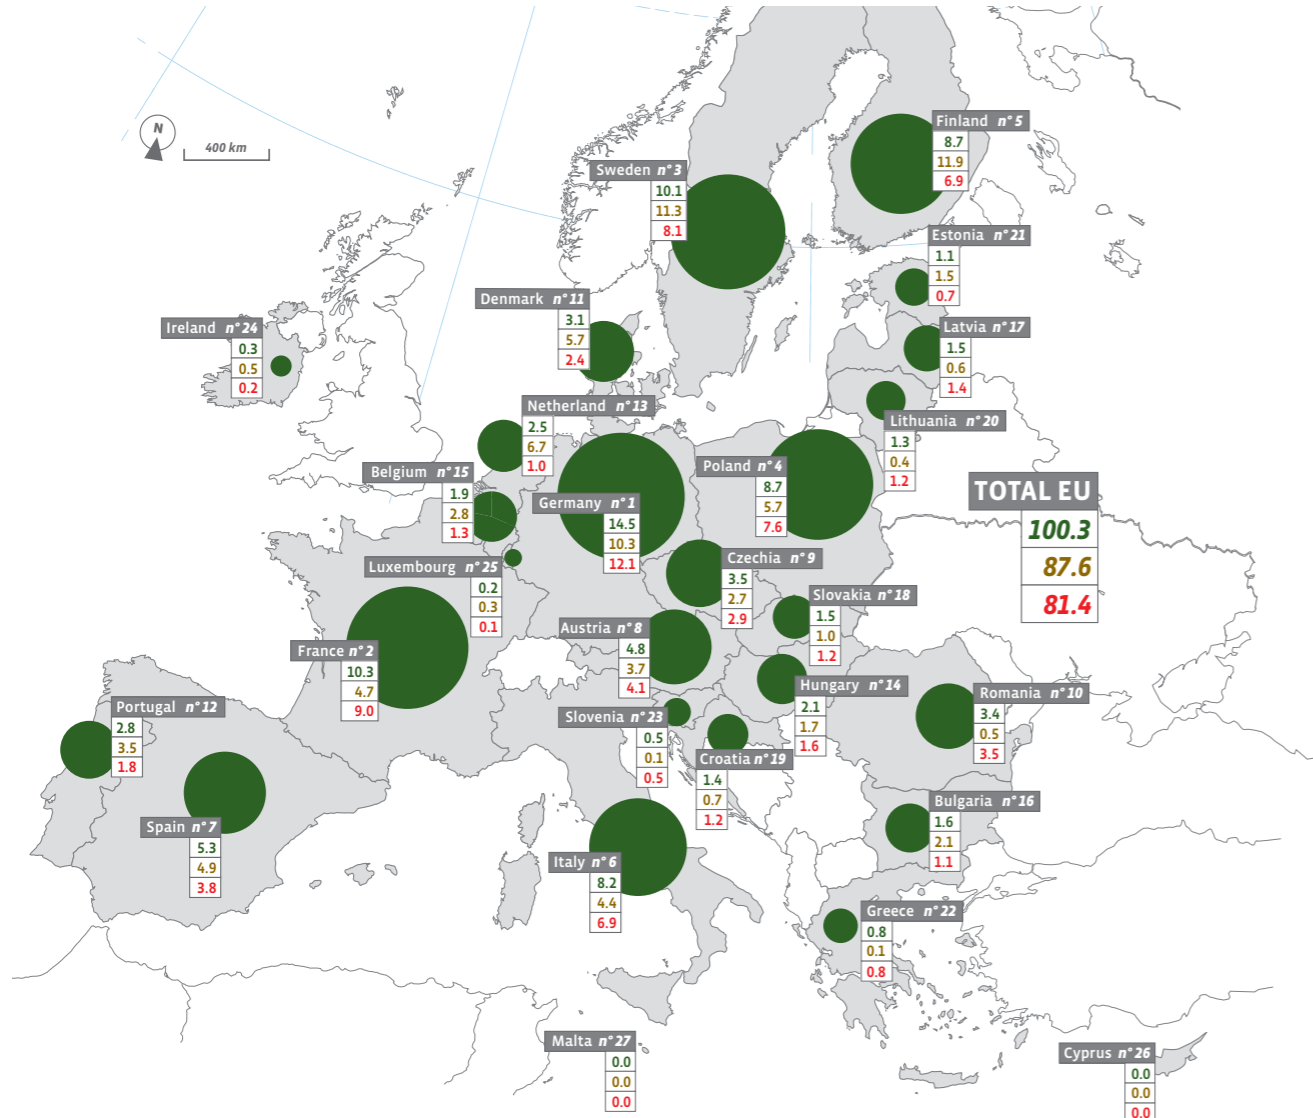 N
400 km
Finland n°5
8.7
11.9
6.9
Sweden n°3
10.1
11.3
8.1
Estonia n°21
1.1
1.5
0.7
Denmark n°11
3.1
5.7
2.4
Ireland n°24
0.3
0.5
0.2
Latvia n°17
1.5
0.6
1.4
Netherland n°13
2.5
6.7
1.0
Lithuania n°20
1.3
0.4
1.2
Belgium n°15
1.9
2.8
1.3
Poland n°4
8.7
5.7
7.6
TOTAL EU
100.3
87.6
81.4
Germany n°1
14.5
10.3
12.1
Luxembourg n°25
0.2
0.3
0.1
Czechia n°9
3.5
2.7
2.9
Slovakia n°18
1.5
1.0
1.2
Austria n°8
4.8
3.7
4.1
France n°2
10.3
4.7
9.0
Hungary n°14
2.1
1.7
1.6
Romania n°10
3.4
0.5
3.5
Portugal n°12
2.8
3.5
1.8
Slovenia n°23
0.5
0.1
0.5
Croatia n°19
1.4
0.7
1.2
Bulgaria n°16
1.6
2.1
1.1
Spain n°7
5.3
4.9
3.8
Italy n°6
8.2
4.4
6.9
Greece n°22
0.8
0.1
0.8
Malta n°27
0.0
0.0
0.0
Cyprus n°26
0.0
0.0
0.0